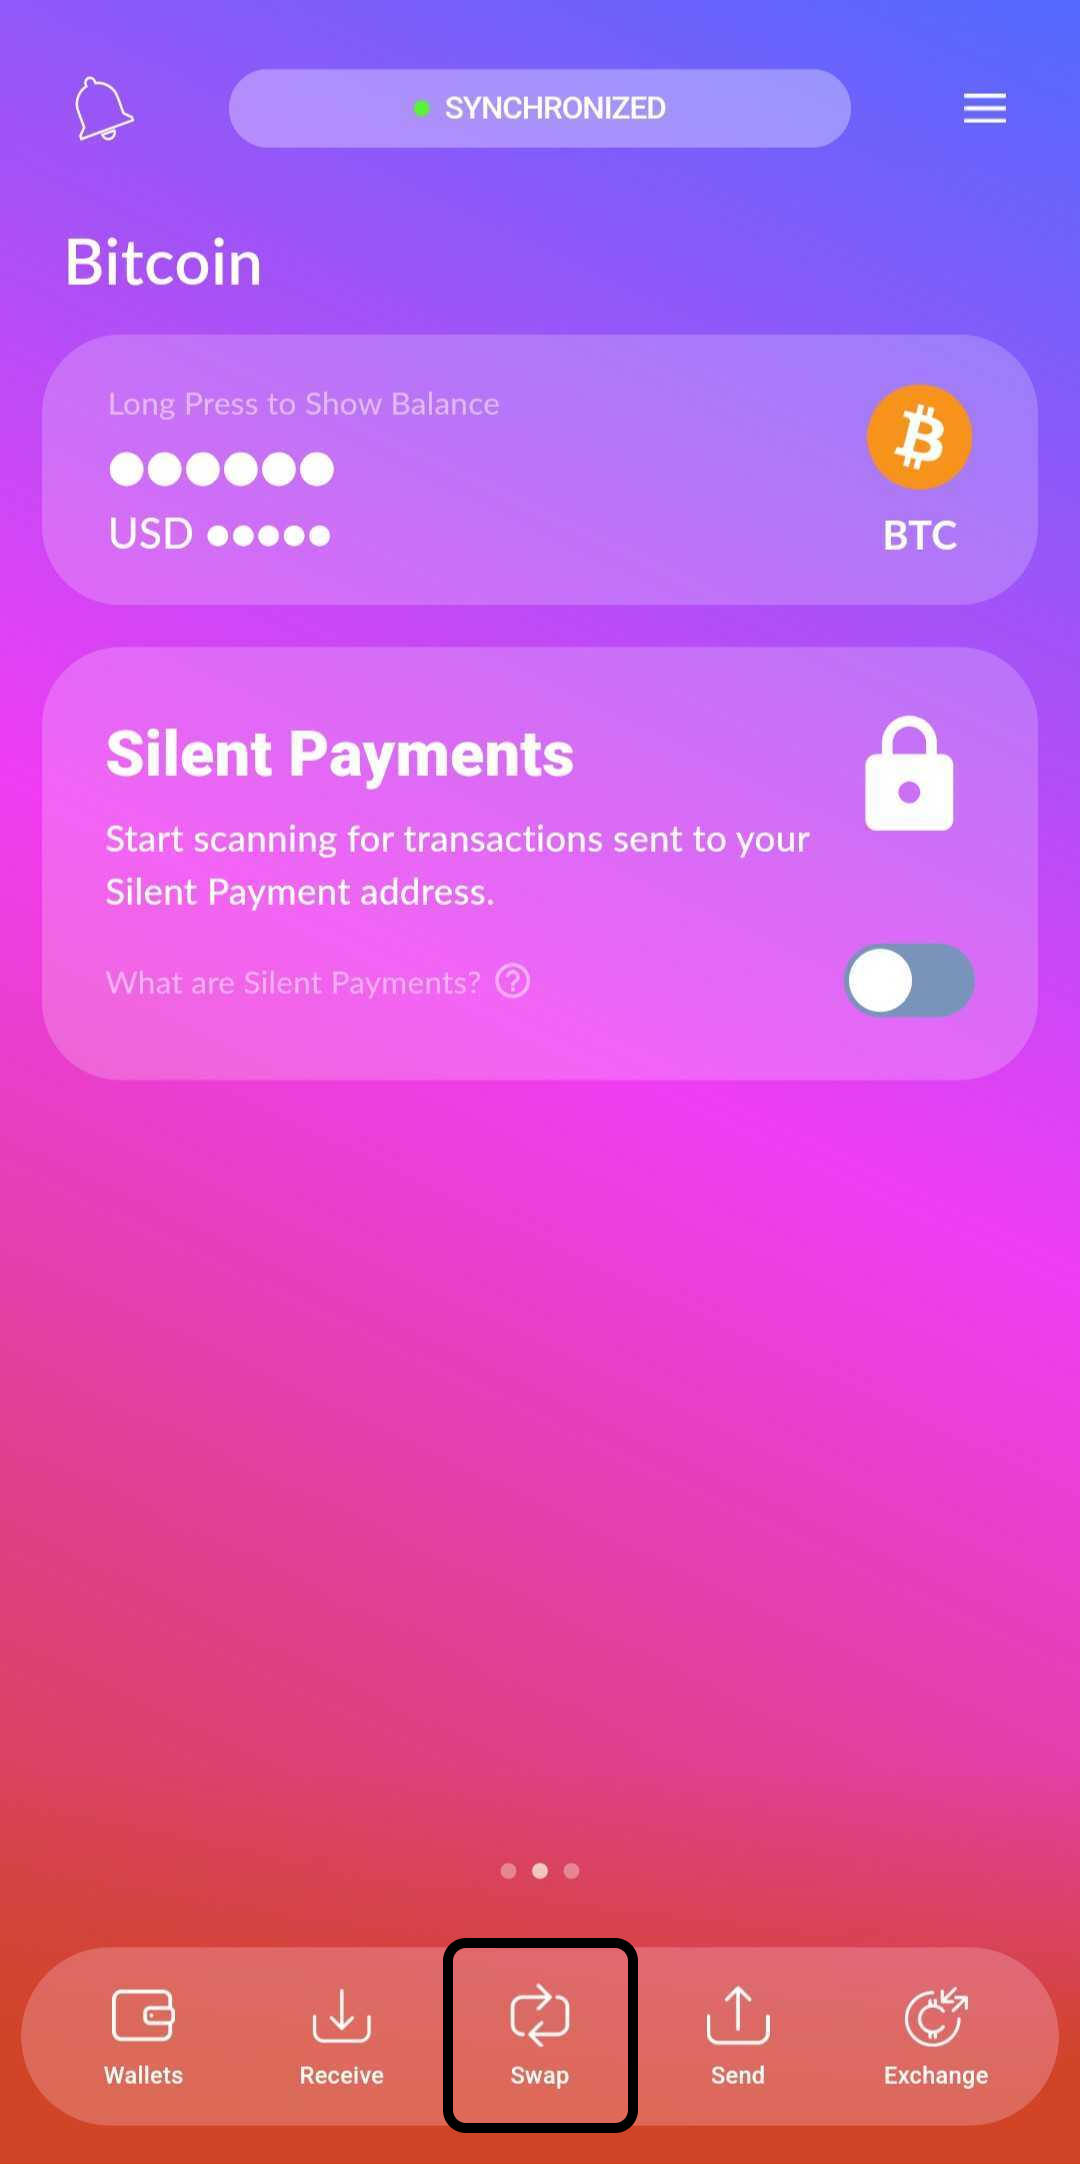 SYNCHRONIZED
Bitcoin
Long Press to Show Balance
●●●●●●
USD ●●●●●
BTC
Silent Payments
Start scanning for transactions sent to your
Silent Payment address.
What are Silent Payments?
Wallets
Receive
Swap
Send
Exchange